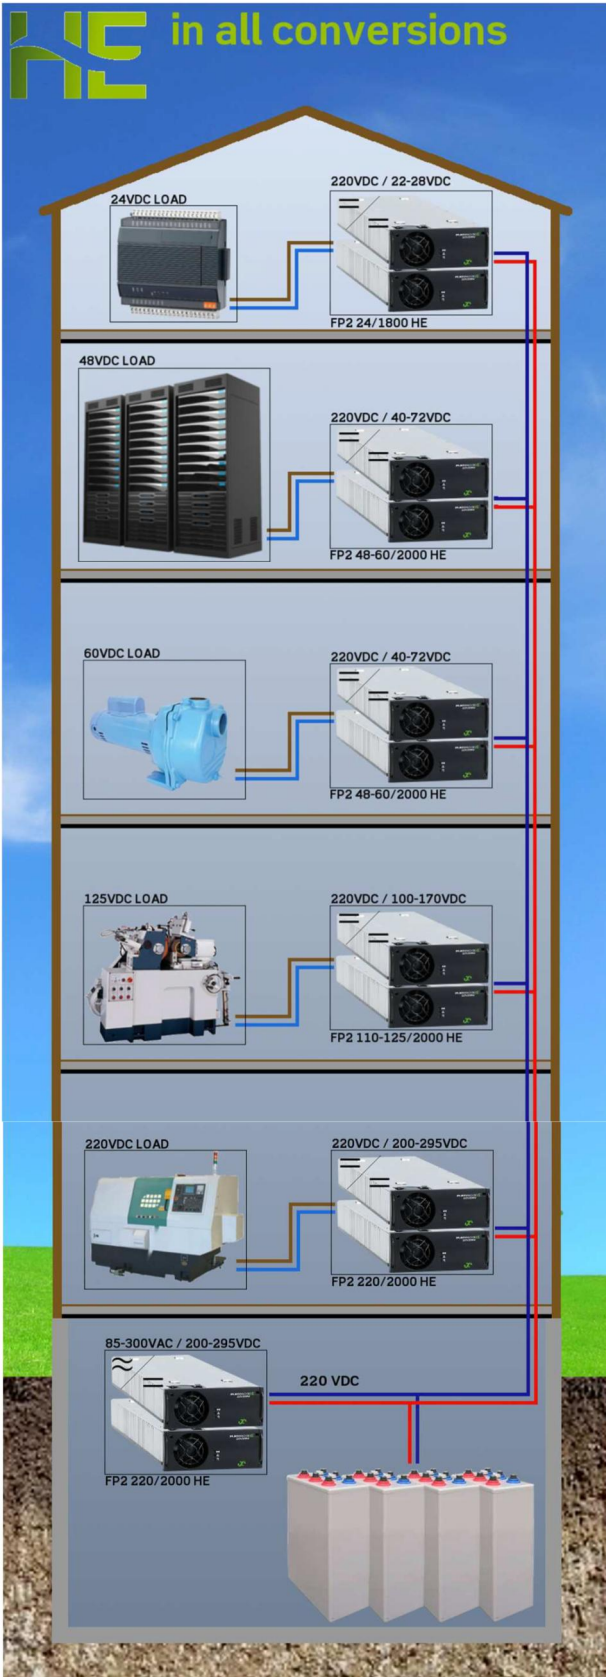 HE in all conversions
220VDC / 22-28VDC
24VDC LOAD
FP2 24/1800 HE
48VDC LOAD
220VDC / 40-72VDC
FP2 48-60/2000 HE
60VDC LOAD
220VDC / 40-72VDC
FP2 48-60/2000 HE
125VDC LOAD
220VDC / 100-170VDC
FP2 110-125/2000 HE
220VDC LOAD
220VDC / 200-295VDC
FP2 220/2000 HE
85-300VAC / 200-295VDC
220 VDC
FP2 220/2000 HE